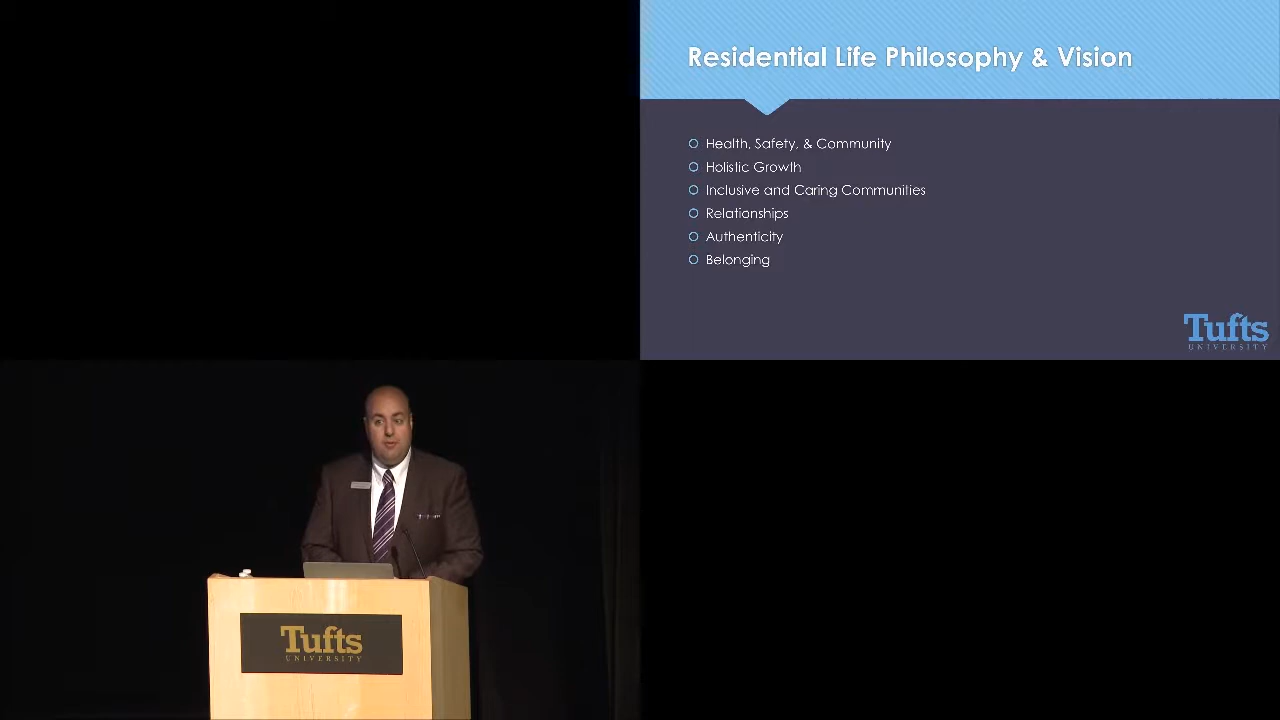 Residential Life Philosophy & Vision
Health, Safety, & Community
Holistic Growth
Inclusive and Caring Communities
Relationships
Authenticity
Belonging
Tufts
UNIVERSITY
Tufts
UNIVERSITY